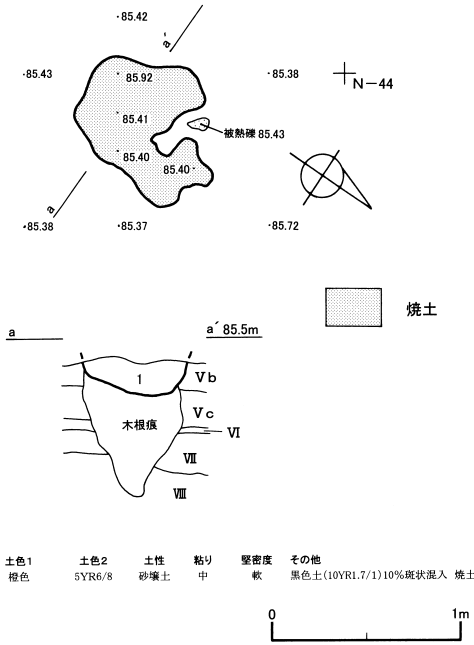 ・85.42
a´
・85.43
85.92
・85.38
N-44
85.41
被熱礫 85.43
85.40
85.40
a
・85.38
・85.37
・85.72
焼土
a
a´ 85.5m
1
Ⅴb
木根痕
Ⅴc
Ⅵ
Ⅶ
Ⅷ
土色1 土色2 土性 粘り 堅密度 その他
橙色 5YR6/8 砂壌土 中 軟 黒色土(10YR1.7/1)10%斑状混入 焼土
0 1m